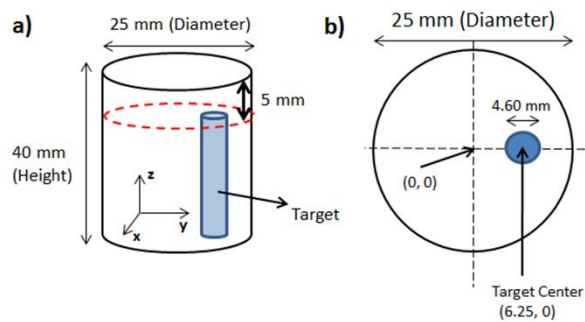 a)
25 mm (Diameter)
5 mm
40 mm
(Height)
z
y
x
Target
b)
25 mm (Diameter)
4.60 mm
(0, 0)
Target Center
(6.25, 0)